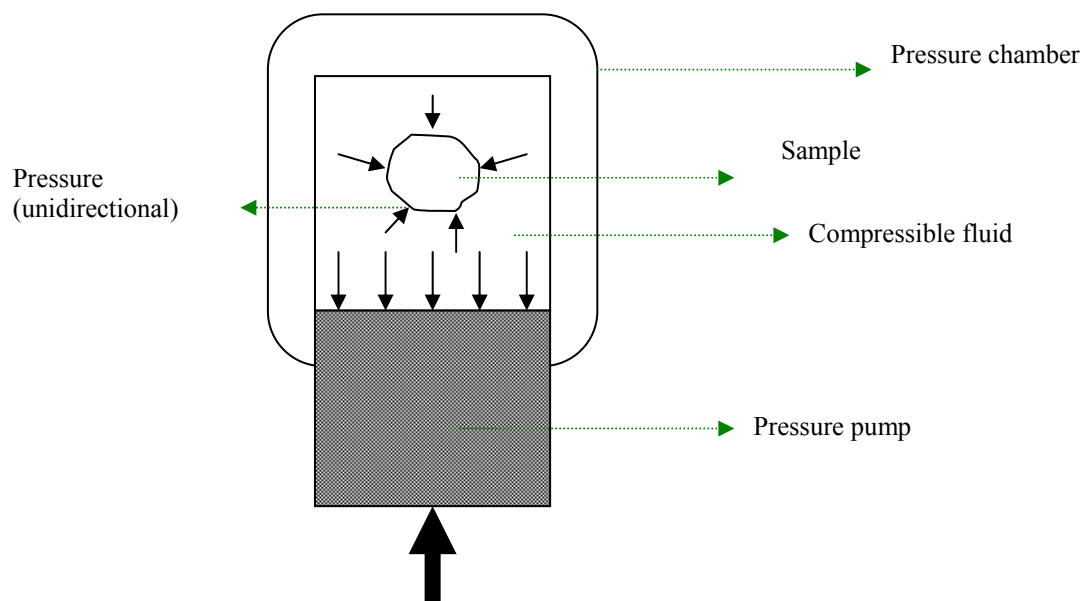 Pressure chamber
Sample
Pressure
(unidirectional)
Compressible fluid
Pressure pump